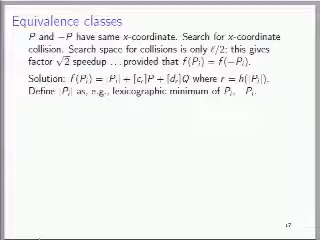 Equivalence classes
P and −P have same x-coordinate. Search for x-coordinate
collision. Search space for collisions is only ℓ/2; this gives
factor √2 speedup . . . provided that f(Pᵢ) = f(−Pᵢ).
Solution: f(Pᵢ) = |Pᵢ| + [cᵣ]P + [dᵣ]Q where r = h(|Pᵢ|).
Define |Pᵢ| as, e.g., lexicographic minimum of Pᵢ, Pᵢ.
17